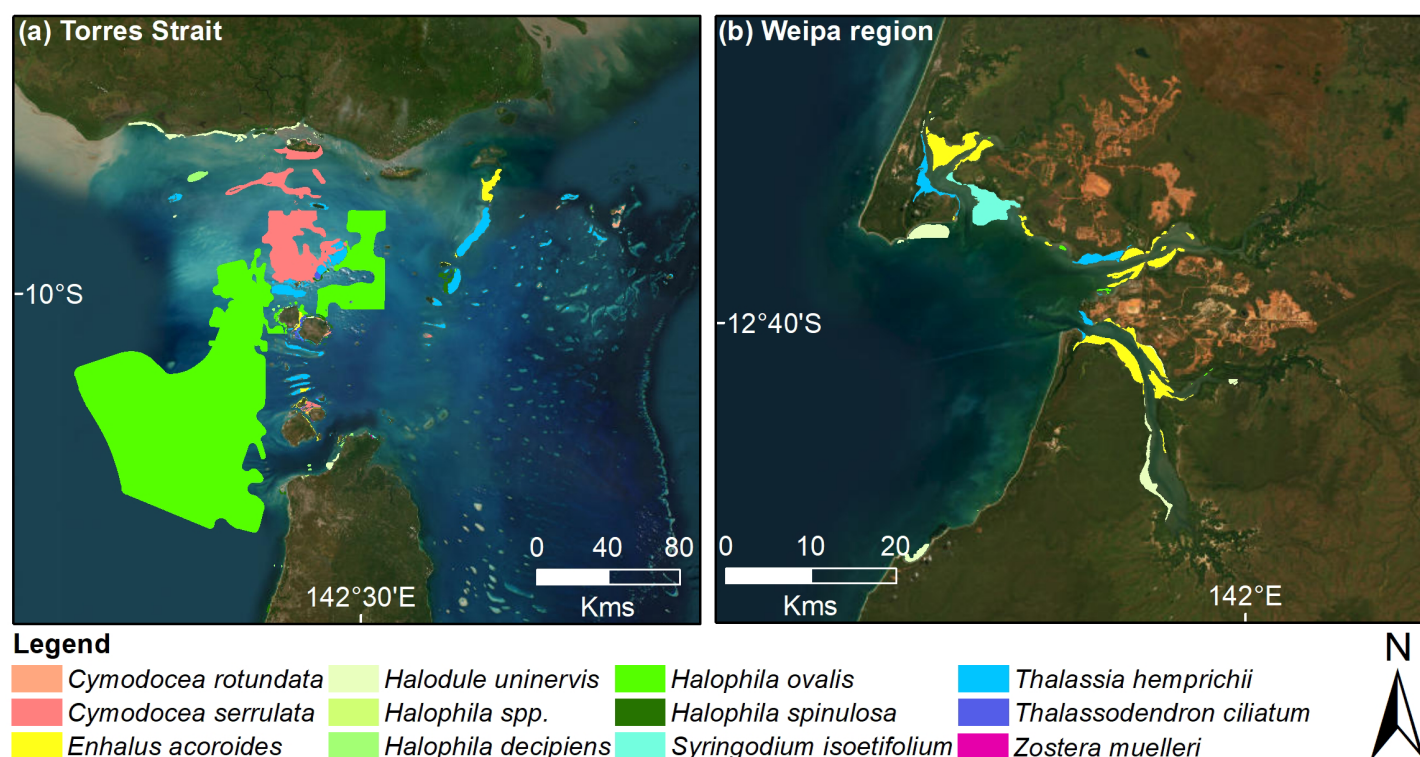 (a) Torres Strait
(b) Weipa region
10°S
12°40'S
142°30'E
0 40 80
Kms
0 10 20
Kms
142°E
Legend
N
Cymodocea rotundata
Halodule uninervis
Halophila ovalis
Thalassia hemprichii
Cymodocea serrulata
Halophila spp.
Halophila spinulosa
Thalassodendron ciliatum
Enhalus acoroides
Halophila decipiens
Syringodium isoetifolium
Zostera muelleri